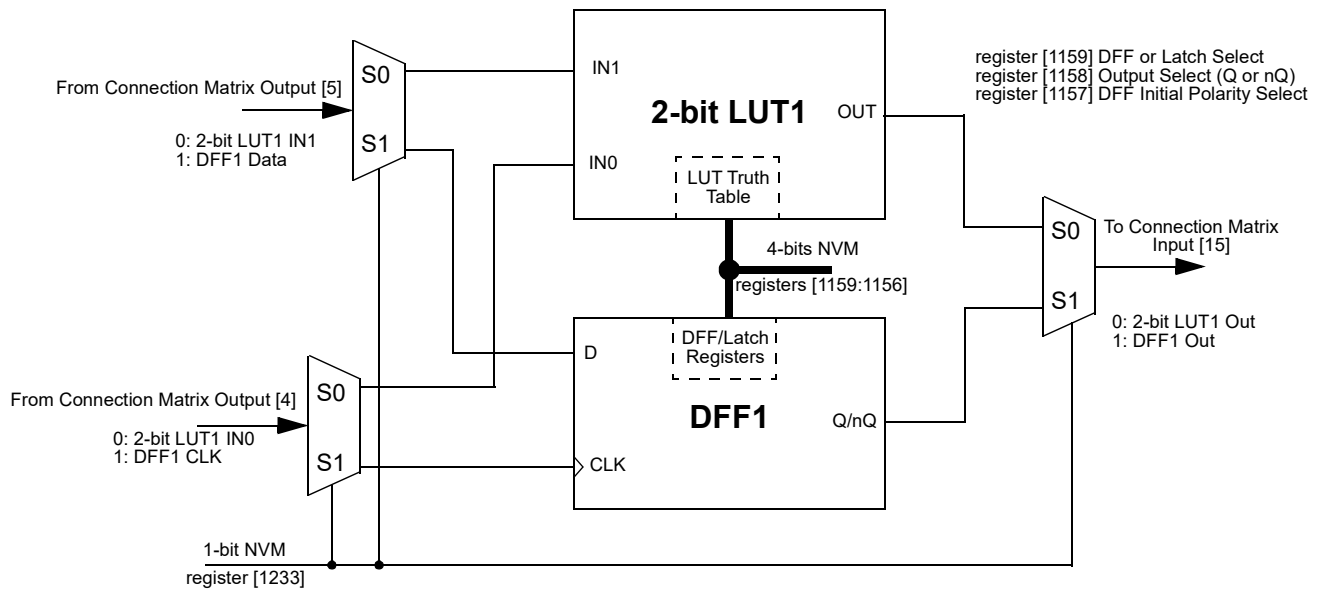 register [1159] DFF or Latch Select
register [1158] Output Select (Q or nQ)
register [1157] DFF Initial Polarity Select
From Connection Matrix Output [5]
0: 2-bit LUT1 IN1
1: DFF1 Data
S0
S1
IN1
IN0
2-bit LUT1
OUT
LUT Truth
Table
4-bits NVM
registers [1159:1156]
S0
S1
To Connection Matrix
Input [15]
0: 2-bit LUT1 Out
1: DFF1 Out
From Connection Matrix Output [4]
0: 2-bit LUT1 IN0
1: DFF1 CLK
S0
S1
D
CLK
DFF/Latch
Registers
DFF1
Q/nQ
1-bit NVM
register [1233]